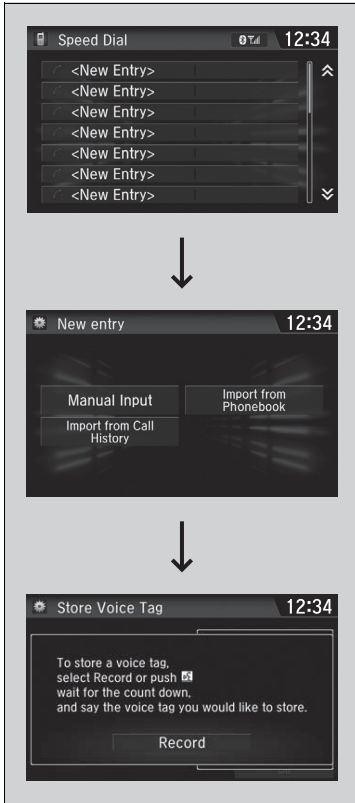 Speed Dial 12:34
<New Entry>
<New Entry>
<New Entry>
<New Entry>
<New Entry>
<New Entry>
<New Entry>
New entry 12:34
Manual Input
Import from
Phonebook
Import from Call
History
Store Voice Tag 12:34
To store a voice tag,
select Record or push
wait for the count down,
and say the voice tag you would like to store.
Record